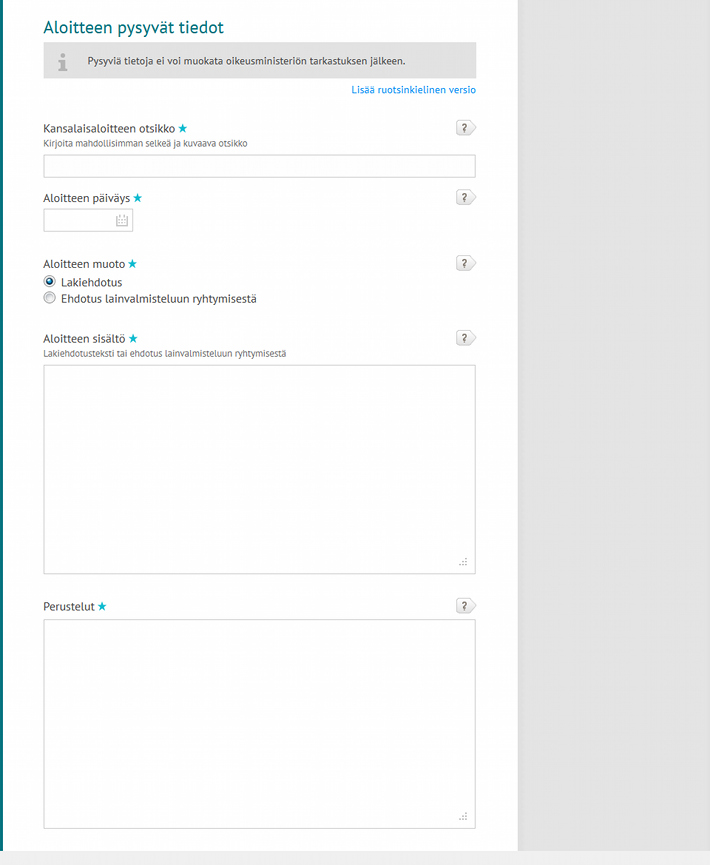 Aloitteen pysyvät tiedot
Pysyviä tietoja ei voi muokata oikeusministeriön tarkastuksen jälkeen.
Lisää ruotsinkielinen versio
Kansalaisaloitteen otsikko ★ ?
Kirjoita mahdollisimman selkeä ja kuvaava otsikko
Aloitteen päiväys ★ ?
Aloitteen muoto ★ ?
Lakiehdotus
Ehdotus lainvalmisteluun ryhtymisestä
Aloitteen sisältö ★ ?
Lakiehdotusteksti tai ehdotus lainvalmisteluun ryhtymisestä
Perustelut ★ ?